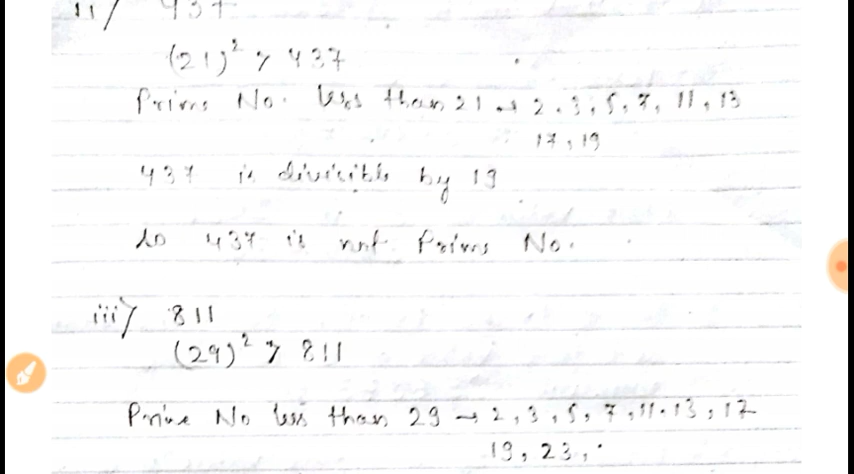 ii) 437
(21)² > 437
Prime No. less than 21 → 2, 3, 5, 7, 11, 13
17, 19
437 is divisible by 19
so 437 is not Prime No.
iii) 811
(29)² > 811
Prime No less than 29 → 2, 3, 5, 7, 11, 13, 17
19, 23,